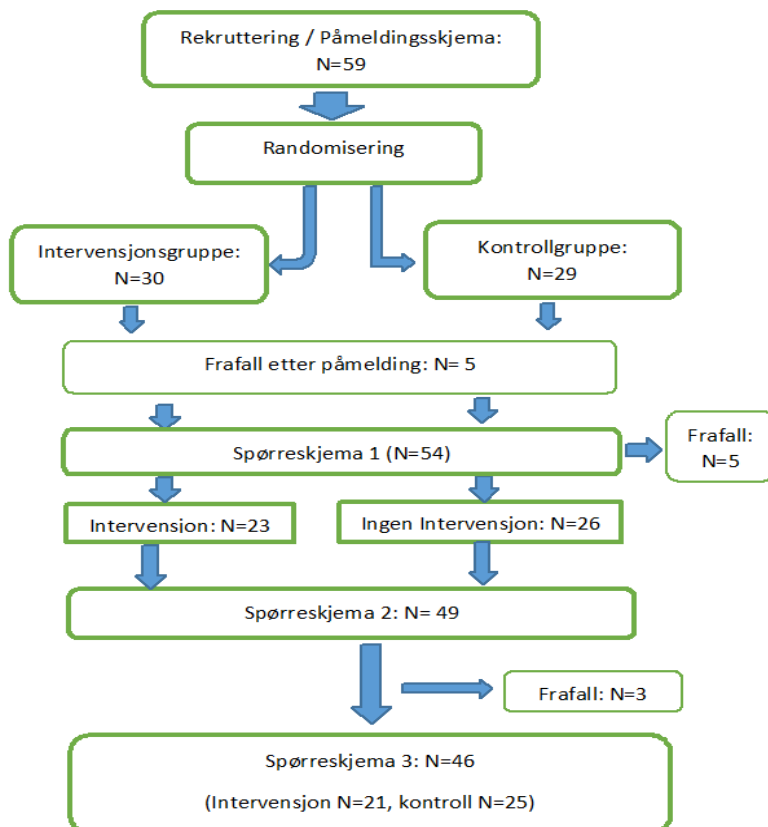 Rekruttering / Påmeldingsskjema:
N=59
Randomisering
Intervensjonsgruppe:
N=30
Kontrollgruppe:
N=29
Frafall etter påmelding: N= 5
Spørreskjema 1 (N=54)
Frafall:
N=5
Intervensjon: N=23
Ingen Intervensjon: N=26
Spørreskjema 2: N= 49
Frafall: N=3
Spørreskjema 3: N=46
(Intervensjon N=21, kontroll N=25)